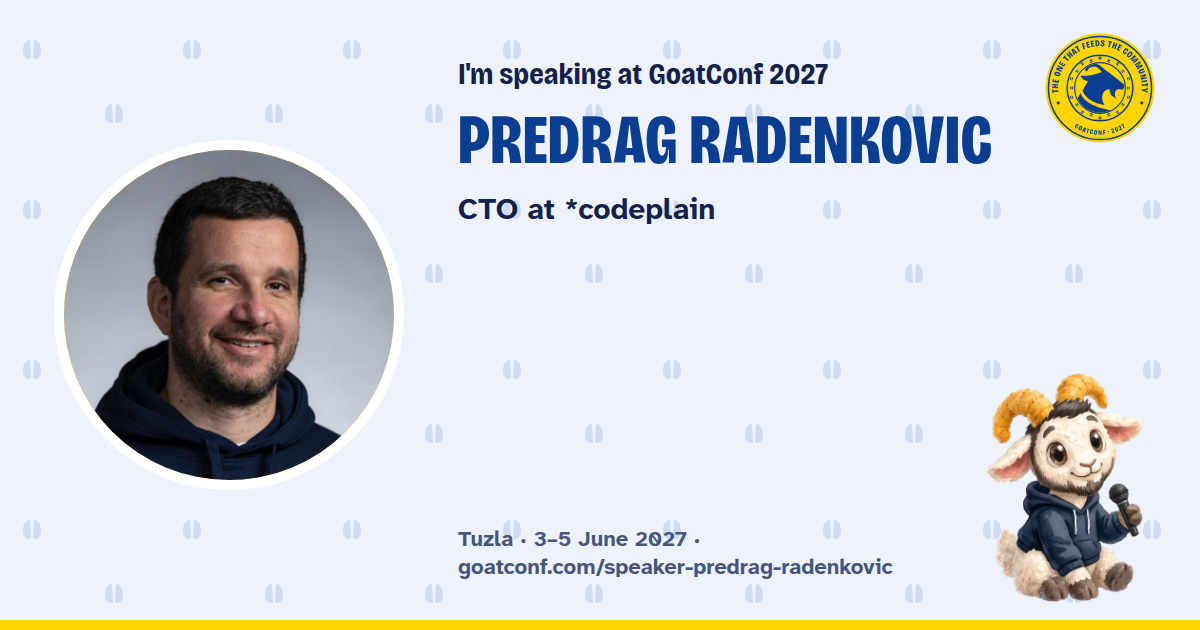 I'm speaking at GoatConf 2027
PREDRAG RADENKOVIC
CTO at *codeplain
Tuzla · 3–5 June 2027 ·
goatconf.com/speaker-predrag-radenkovic
THE ONE THAT FEEDS THE COMMUNITY
GOATCONF · 2027